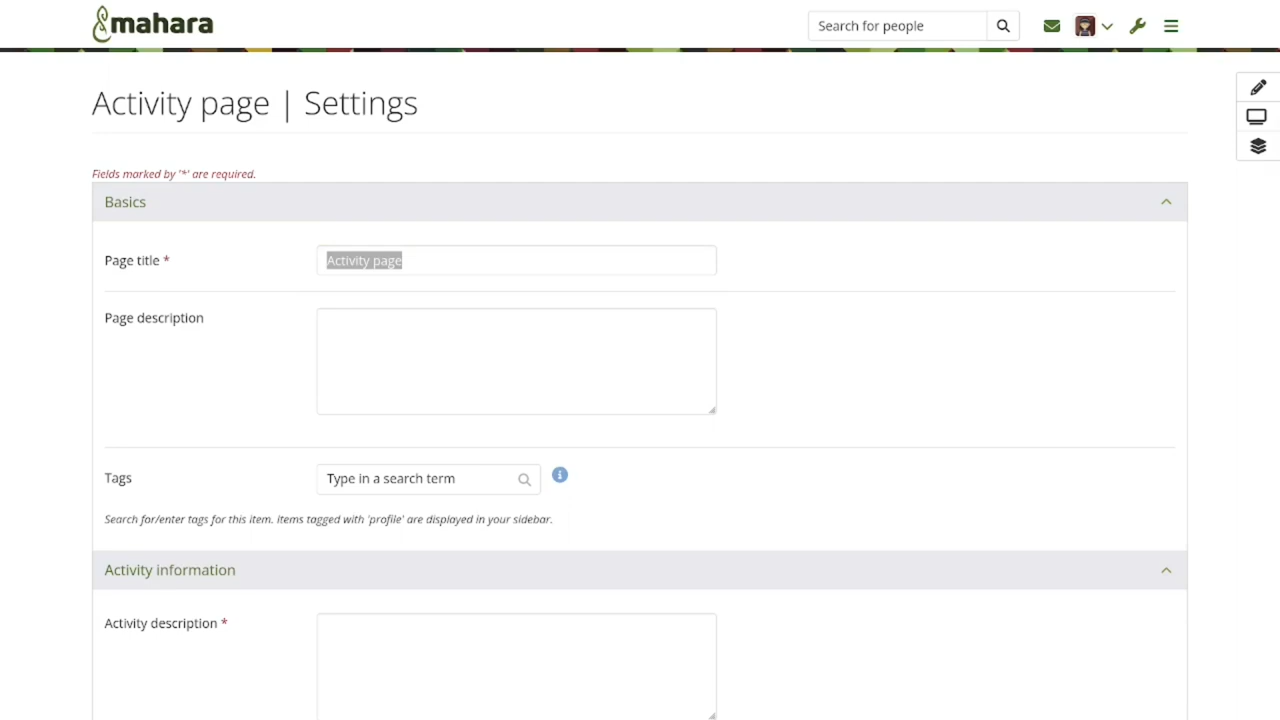 mahara
Search for people
Activity page | Settings
Fields marked by '*' are required.
Basics
Page title *
Activity page
Page description
Tags
Type in a search term
Search for/enter tags for this item. Items tagged with 'profile' are displayed in your sidebar.
Activity information
Activity description *